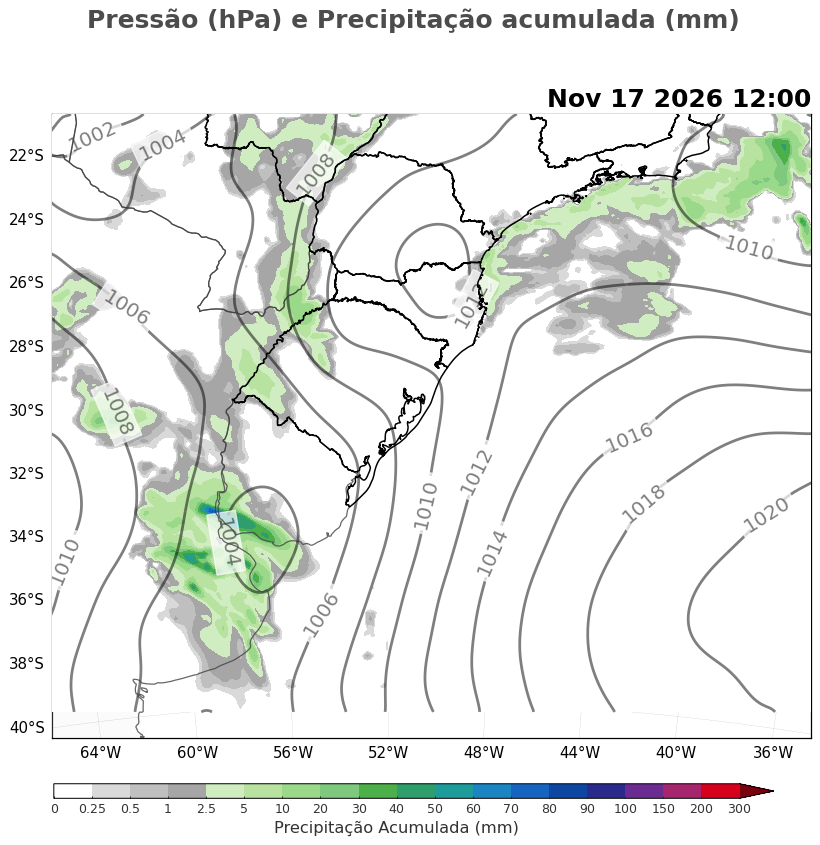 Pressão (hPa) e Precipitação acumulada (mm)
Nov 17 2026 12:00
22°S
24°S
26°S
28°S
30°S
32°S
34°S
36°S
38°S
40°S
1002
1004
1008
1010
1006
1012
1008
1016
1012
1018
1010
1020
1004
1014
1010
1006
64°W 60°W 56°W 52°W 48°W 44°W 40°W 36°W
0 0.25 0.5 1 2.5 5 10 20 30 40 50 60 70 80 90 100 150 200 300
Precipitação Acumulada (mm)